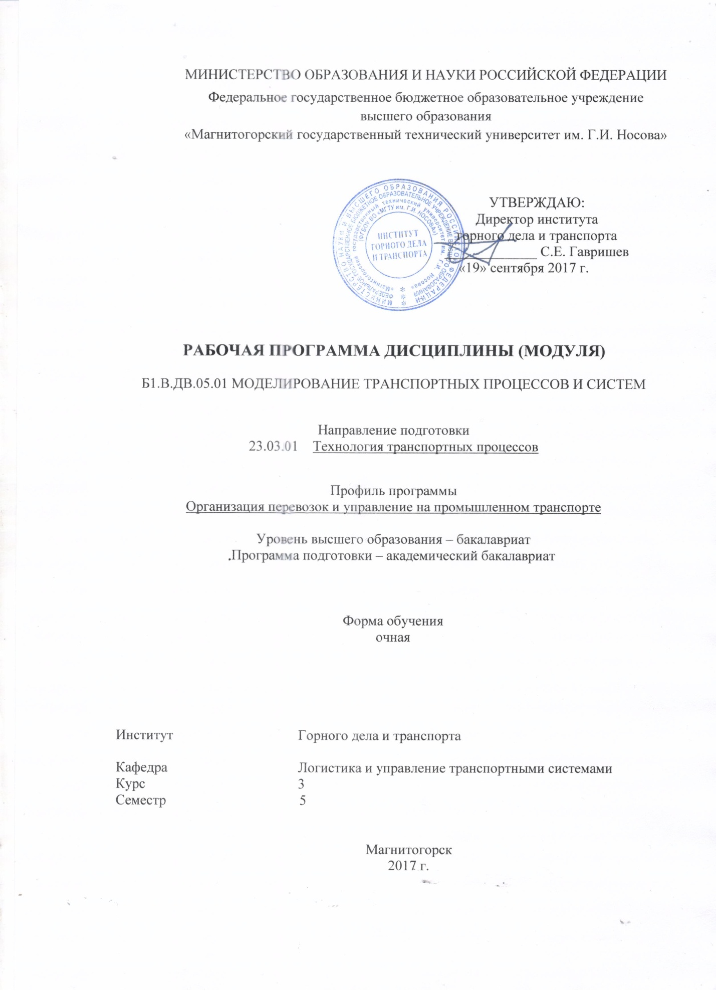 МИНИСТЕРСТВО ОБРАЗОВАНИЯ И НАУКИ РОССИЙСКОЙ ФЕДЕРАЦИИ
Федеральное государственное бюджетное образовательное учреждение
высшего образования
«Магнитогорский государственный технический университет им. Г.И. Носова»
УТВЕРЖДАЮ:
Директор института
горного дела и транспорта
С.Е. Гавришев
«19» сентября 2017 г.
МИНИСТЕРСТВО НАУКИ И ВЫСШЕГО ОБРАЗОВАНИЯ РОССИЙСКОЙ ФЕДЕРАЦИИ
ФЕДЕРАЛЬНОЕ ГОСУДАРСТВЕННОЕ БЮДЖЕТНОЕ ОБРАЗОВАТЕЛЬНОЕ УЧРЕЖДЕНИЕ ВЫСШЕГО ОБРАЗОВАНИЯ
«Магнитогорский государственный технический университет им. Г.И. Носова»
(ФГБОУ ВО «МГТУ им. Г.И. НОСОВА»)
ИНСТИТУТ
ГОРНОГО ДЕЛА
И ТРАНСПОРТА
РАБОЧАЯ ПРОГРАММА ДИСЦИПЛИНЫ (МОДУЛЯ)
Б1.В.ДВ.05.01 МОДЕЛИРОВАНИЕ ТРАНСПОРТНЫХ ПРОЦЕССОВ И СИСТЕМ
Направление подготовки
23.03.01 Технология транспортных процессов
Профиль программы
Организация перевозок и управление на промышленном транспорте
Уровень высшего образования – бакалавриат
.Программа подготовки – академический бакалавриат
Форма обучения
очная
Институт Горного дела и транспорта
Кафедра Логистика и управление транспортными системами
Курс 3
Семестр 5
Магнитогорск
2017 г.